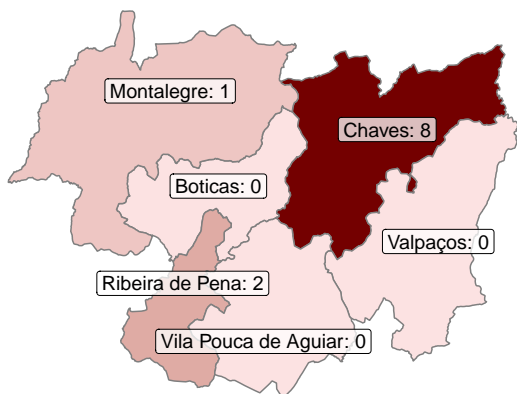 Montalegre: 1
Chaves: 8
Boticas: 0
Valpaços: 0
Ribeira de Pena: 2
Vila Pouca de Aguiar: 0